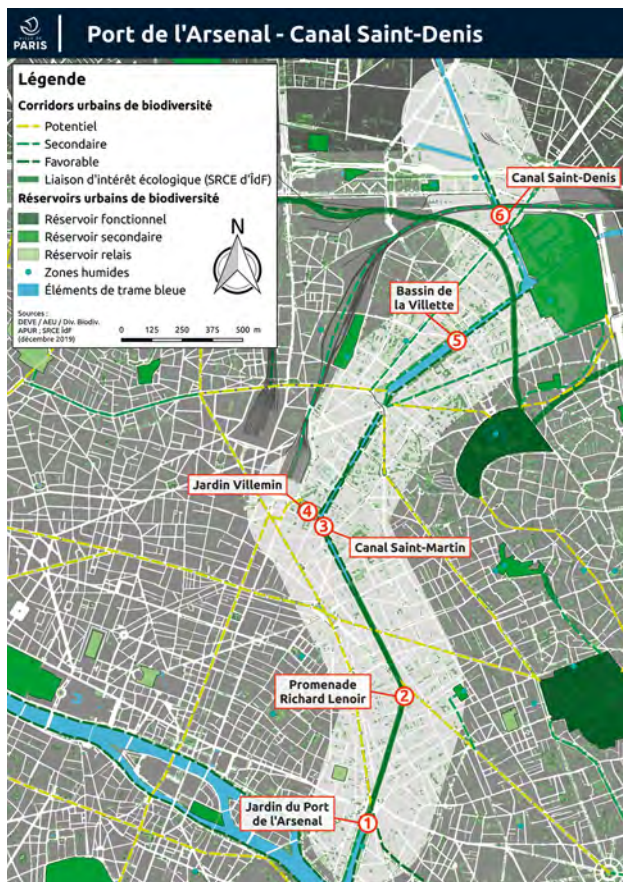 VILLE DE
PARIS
Port de l'Arsenal - Canal Saint-Denis
Légende
Corridors urbains de biodiversité
Potentiel
Secondaire
Favorable
Liaison d'intérêt écologique (SRCE d'ÎdF)
Réservoirs urbains de biodiversité
Réservoir fonctionnel
Réservoir secondaire
Réservoir relais
Zones humides
Éléments de trame bleue
N
Sources :
DEVE / AEU / Div. Biodiv.
APUR ; SRCE ÎdF
(décembre 2019)
0 125 250 375 500 m
Canal Saint-Denis
6
Bassin de
la Villette
5
Jardin Villemin
4
3
Canal Saint-Martin
Promenade
Richard Lenoir
2
Jardin du Port
de l'Arsenal
1